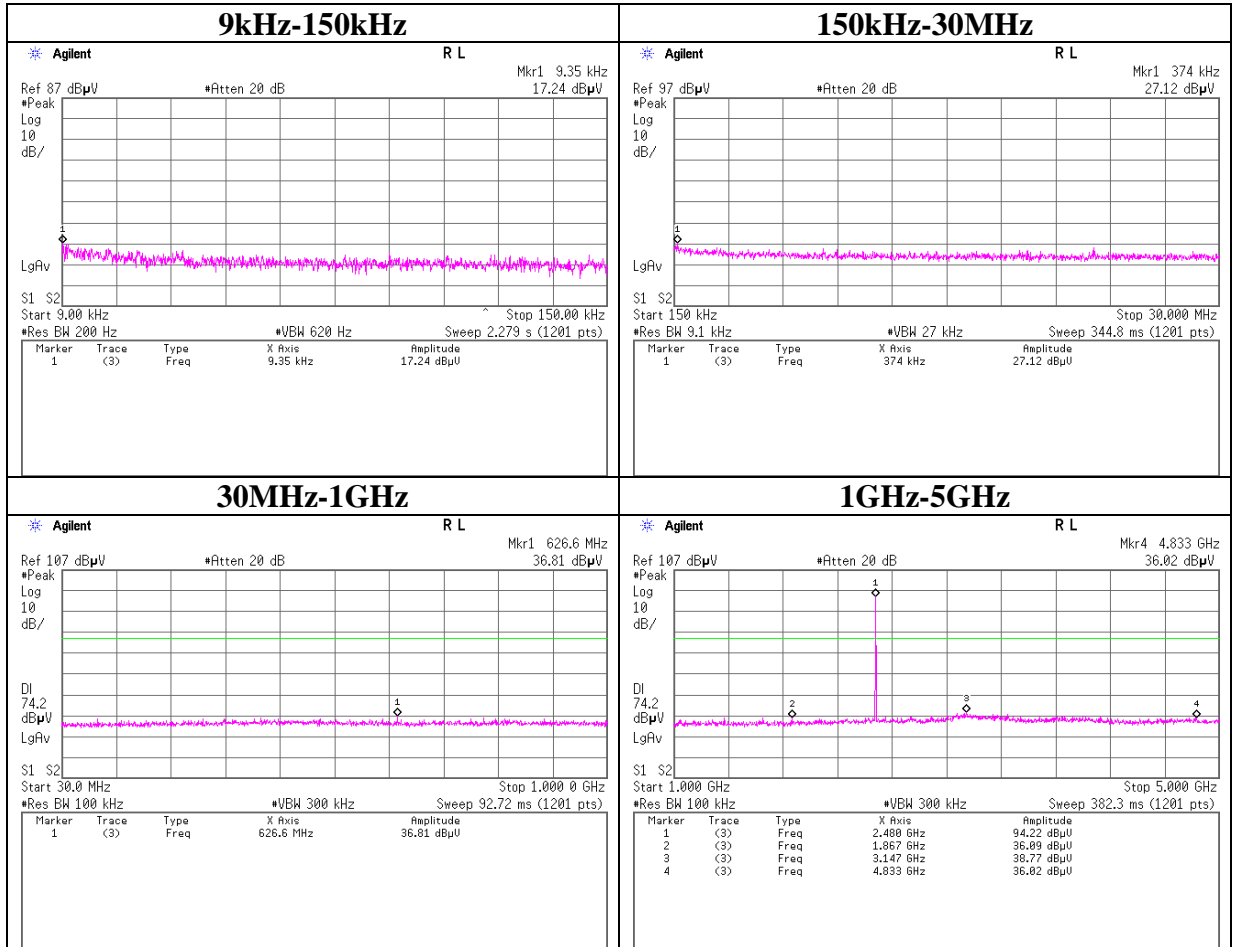 9kHz-150kHz
Agilent R L
Mkr1 9.35 kHz
Ref 87 dBµV #Atten 20 dB 17.24 dBµV
#Peak
Log
10
dB/
1
LgAv
S1 S2
Start 9.00 kHz ^ Stop 150.00 kHz
#Res BW 200 Hz #VBW 620 Hz Sweep 2.279 s (1201 pts)
Marker Trace Type X Axis Amplitude
1 (3) Freq 9.35 kHz 17.24 dBµV
150kHz-30MHz
Agilent R L
Mkr1 374 kHz
Ref 97 dBµV #Atten 20 dB 27.12 dBµV
#Peak
Log
10
dB/
1
LgAv
S1 S2
Start 150 kHz Stop 30.000 MHz
#Res BW 9.1 kHz #VBW 27 kHz Sweep 344.8 ms (1201 pts)
Marker Trace Type X Axis Amplitude
1 (3) Freq 374 kHz 27.12 dBµV
30MHz-1GHz
Agilent R L
Mkr1 626.6 MHz
Ref 107 dBµV #Atten 20 dB 36.81 dBµV
#Peak
Log
10
dB/
DI
74.2
dBµV
1
LgAv
S1 S2
Start 30.0 MHz Stop 1.000 0 GHz
#Res BW 100 kHz #VBW 300 kHz Sweep 92.72 ms (1201 pts)
Marker Trace Type X Axis Amplitude
1 (3) Freq 626.6 MHz 36.81 dBµV
1GHz-5GHz
Agilent R L
Mkr4 4.833 GHz
Ref 107 dBµV #Atten 20 dB 36.02 dBµV
#Peak
1
Log
10
dB/
DI
74.2
dBµV
2 3 4
LgAv
S1 S2
Start 1.000 GHz Stop 5.000 GHz
#Res BW 100 kHz #VBW 300 kHz Sweep 382.3 ms (1201 pts)
Marker Trace Type X Axis Amplitude
1 (3) Freq 2.480 GHz 94.22 dBµV
2 (3) Freq 1.867 GHz 36.09 dBµV
3 (3) Freq 3.147 GHz 38.77 dBµV
4 (3) Freq 4.833 GHz 36.02 dBµV